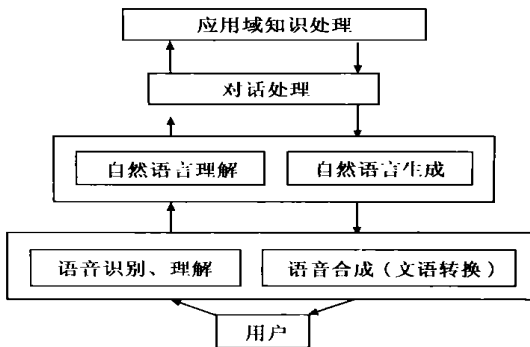 应用域知识处理
对话处理
自然语言理解
自然语言生成
语音识别、理解
语音合成（文语转换）
用户